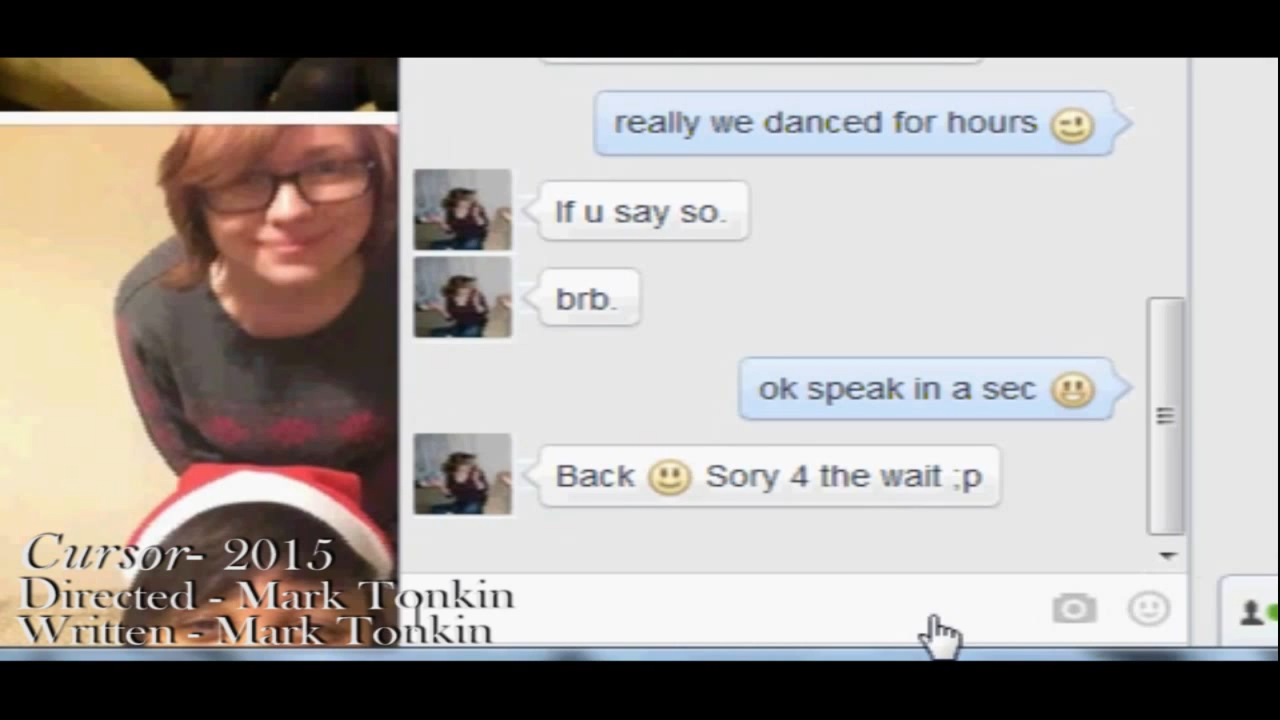 really we danced for hours
If u say so.
brb.
ok speak in a sec
Back Sory 4 the wait ;p
Cursor- 2015
Directed - Mark Tonkin
Written - Mark Tonkin